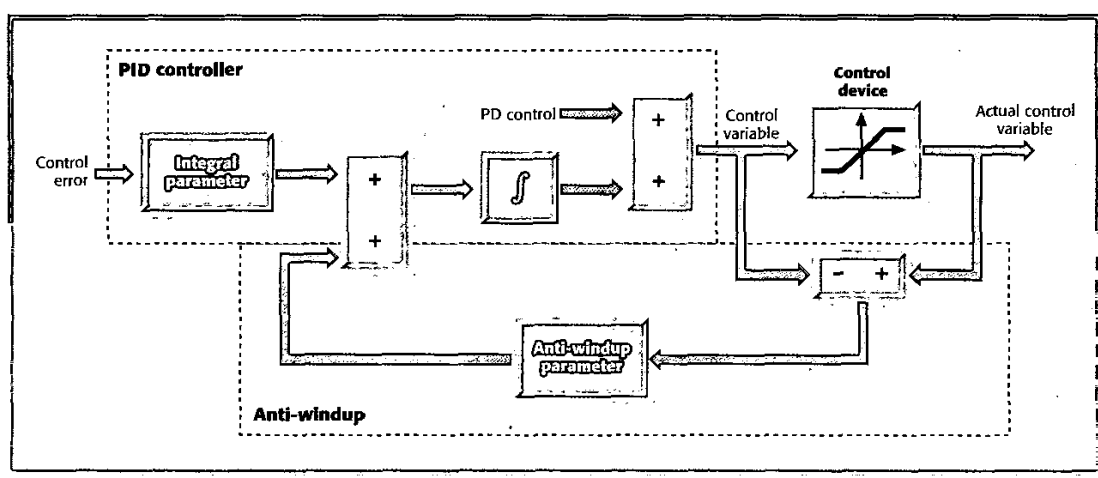 PID controller
Control
device
PD control
Control
variable
Actual control
variable
Control
error
Integral
parameter
+
+
∫
+
+
- +
Anti-windup
parameter
Anti-windup